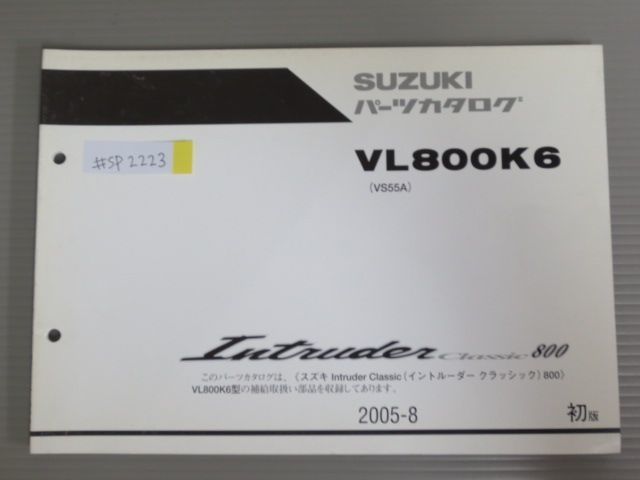 SUZUKI
パーツカタログ
#SP 2223
VL800K6
(VS55A)
Intruder Classic 800
このパーツカタログは、《スズキ Intruder Classic（イントルーダー クラッシック）800》
VL800K6型の補給取扱い部品を収録してあります。
2005-8 初版